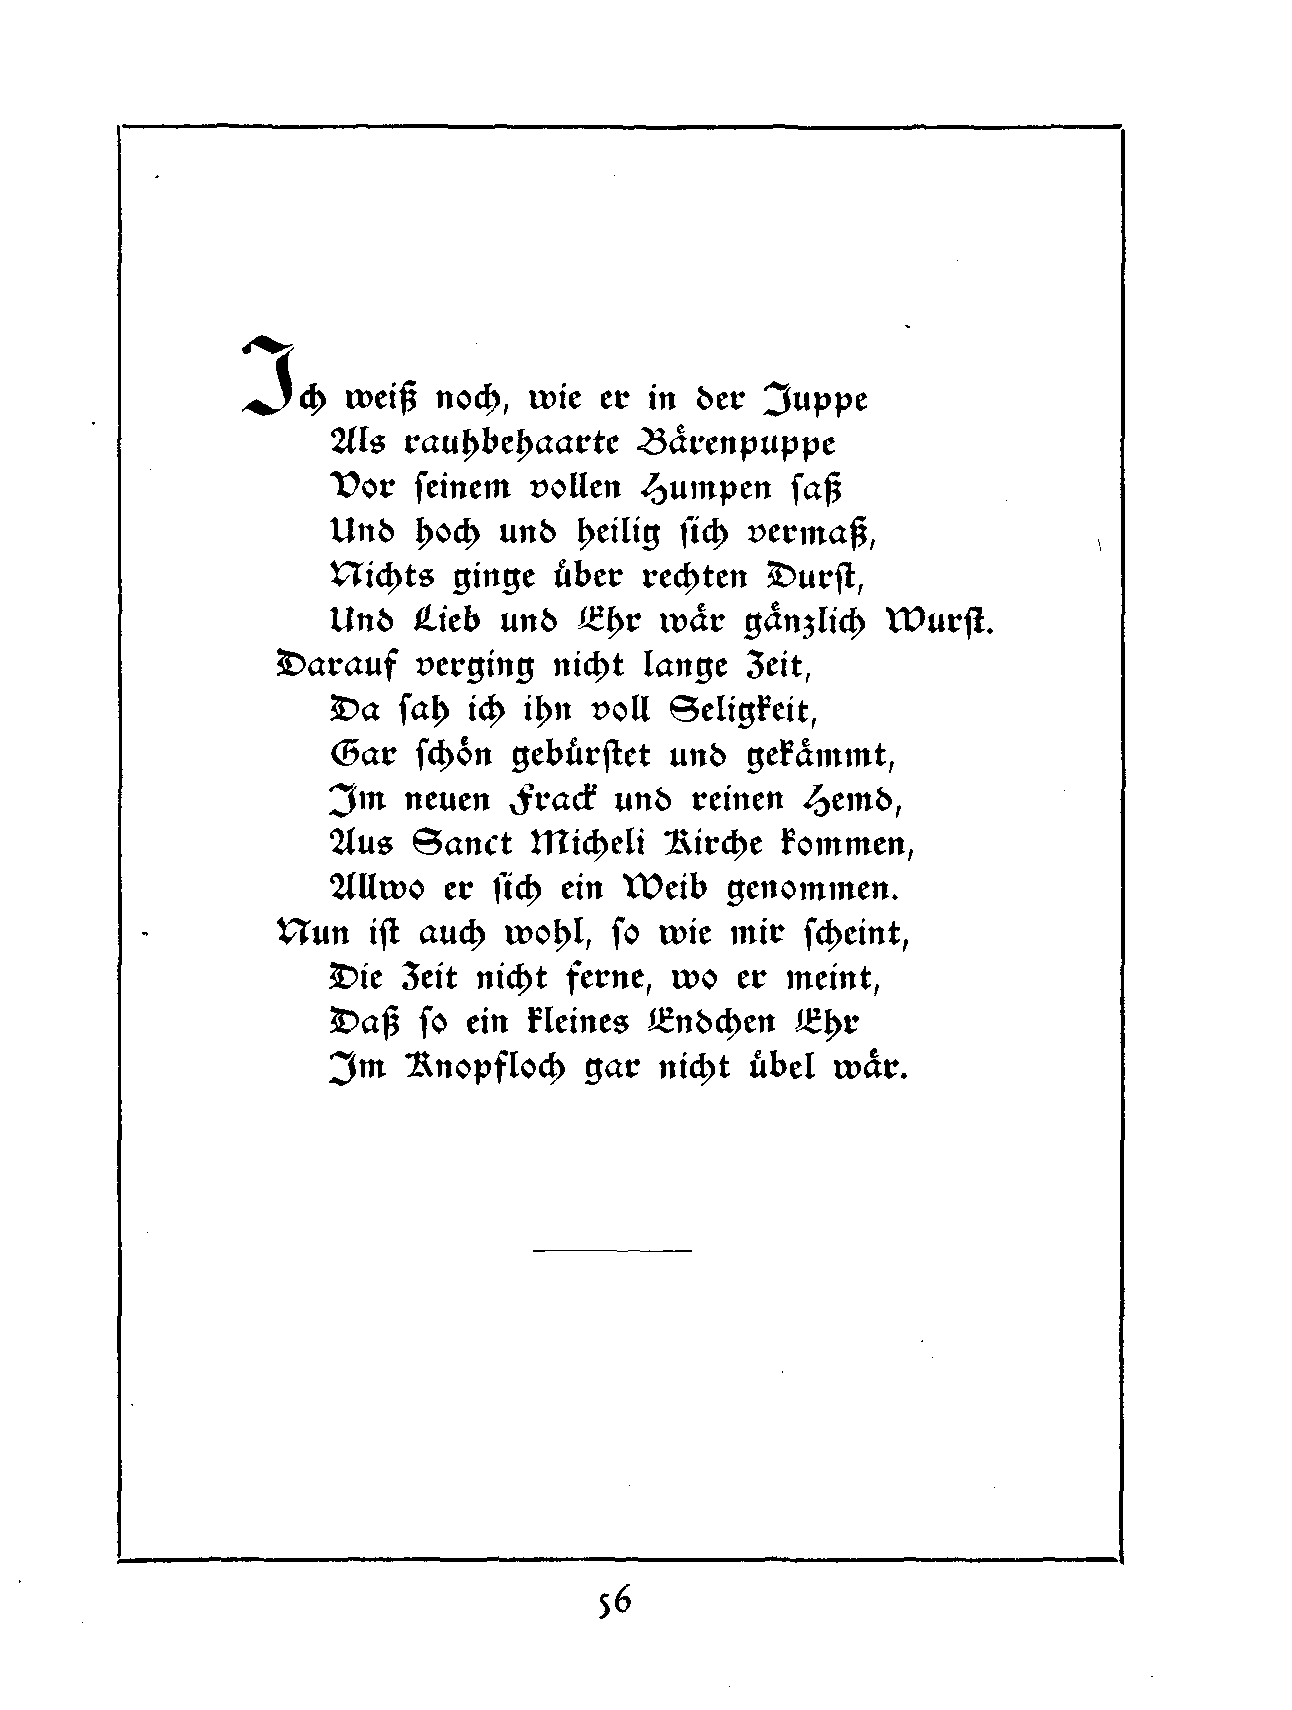 Ich weiß noch, wie er in der Juppe
Als rauhbehaarte Bärenpuppe
Vor seinem vollen Humpen saß
Und hoch und heilig sich vermaß,
Nichts ginge über rechten Durst,
Und Lieb und Ehr wär gänzlich Wurst.
Darauf verging nicht lange Zeit,
Da sah ich ihn voll Seligkeit,
Gar schön gebürstet und gekämmt,
Im neuen Frack und reinen Hemd,
Aus Sanct Micheli Kirche kommen,
Allwo er sich ein Weib genommen.
Nun ist auch wohl, so wie mir scheint,
Die Zeit nicht ferne, wo er meint,
Daß so ein kleines Endchen Ehr
Im Knopfloch gar nicht übel wär.
56